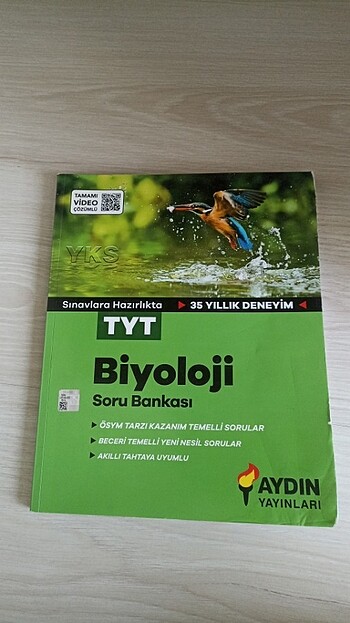 TAMAMI
VİDEO
ÇÖZÜMLÜ
YKS
Sınavlara Hazırlıkta
35 YILLIK DENEYİM
TYT
Biyoloji
Soru Bankası
ÖSYM TARZI KAZANIM TEMELLİ SORULAR
BECERİ TEMELLİ YENİ NESİL SORULAR
AKILLI TAHTAYA UYUMLU
AYDIN
YAYINLARI